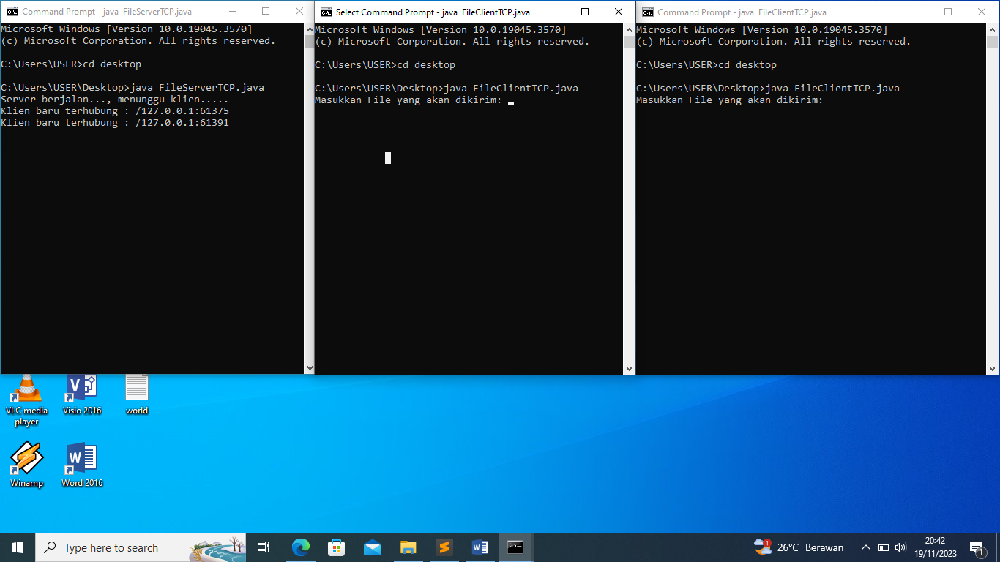 Command Prompt - java  FileServerTCP.java
Microsoft Windows [Version 10.0.19045.3570]
(c) Microsoft Corporation. All rights reserved.
C:\Users\USER>cd desktop
C:\Users\USER\Desktop>java FileServerTCP.java
Server berjalan..., menunggu klien.....
Klien baru terhubung : /127.0.0.1:61375
Klien baru terhubung : /127.0.0.1:61391
Select Command Prompt - java  FileClientTCP.java
Microsoft Windows [Version 10.0.19045.3570]
(c) Microsoft Corporation. All rights reserved.
C:\Users\USER>cd desktop
C:\Users\USER\Desktop>java FileClientTCP.java
Masukkan File yang akan dikirim:
Command Prompt - java  FileClientTCP.java
Microsoft Windows [Version 10.0.19045.3570]
(c) Microsoft Corporation. All rights reserved.
C:\Users\USER>cd desktop
C:\Users\USER\Desktop>java FileClientTCP.java
Masukkan File yang akan dikirim:
VLC media
player
Visio 2016
world
Winamp
Word 2016
Type here to search
1
26°C Berawan
20:42
19/11/2023
1